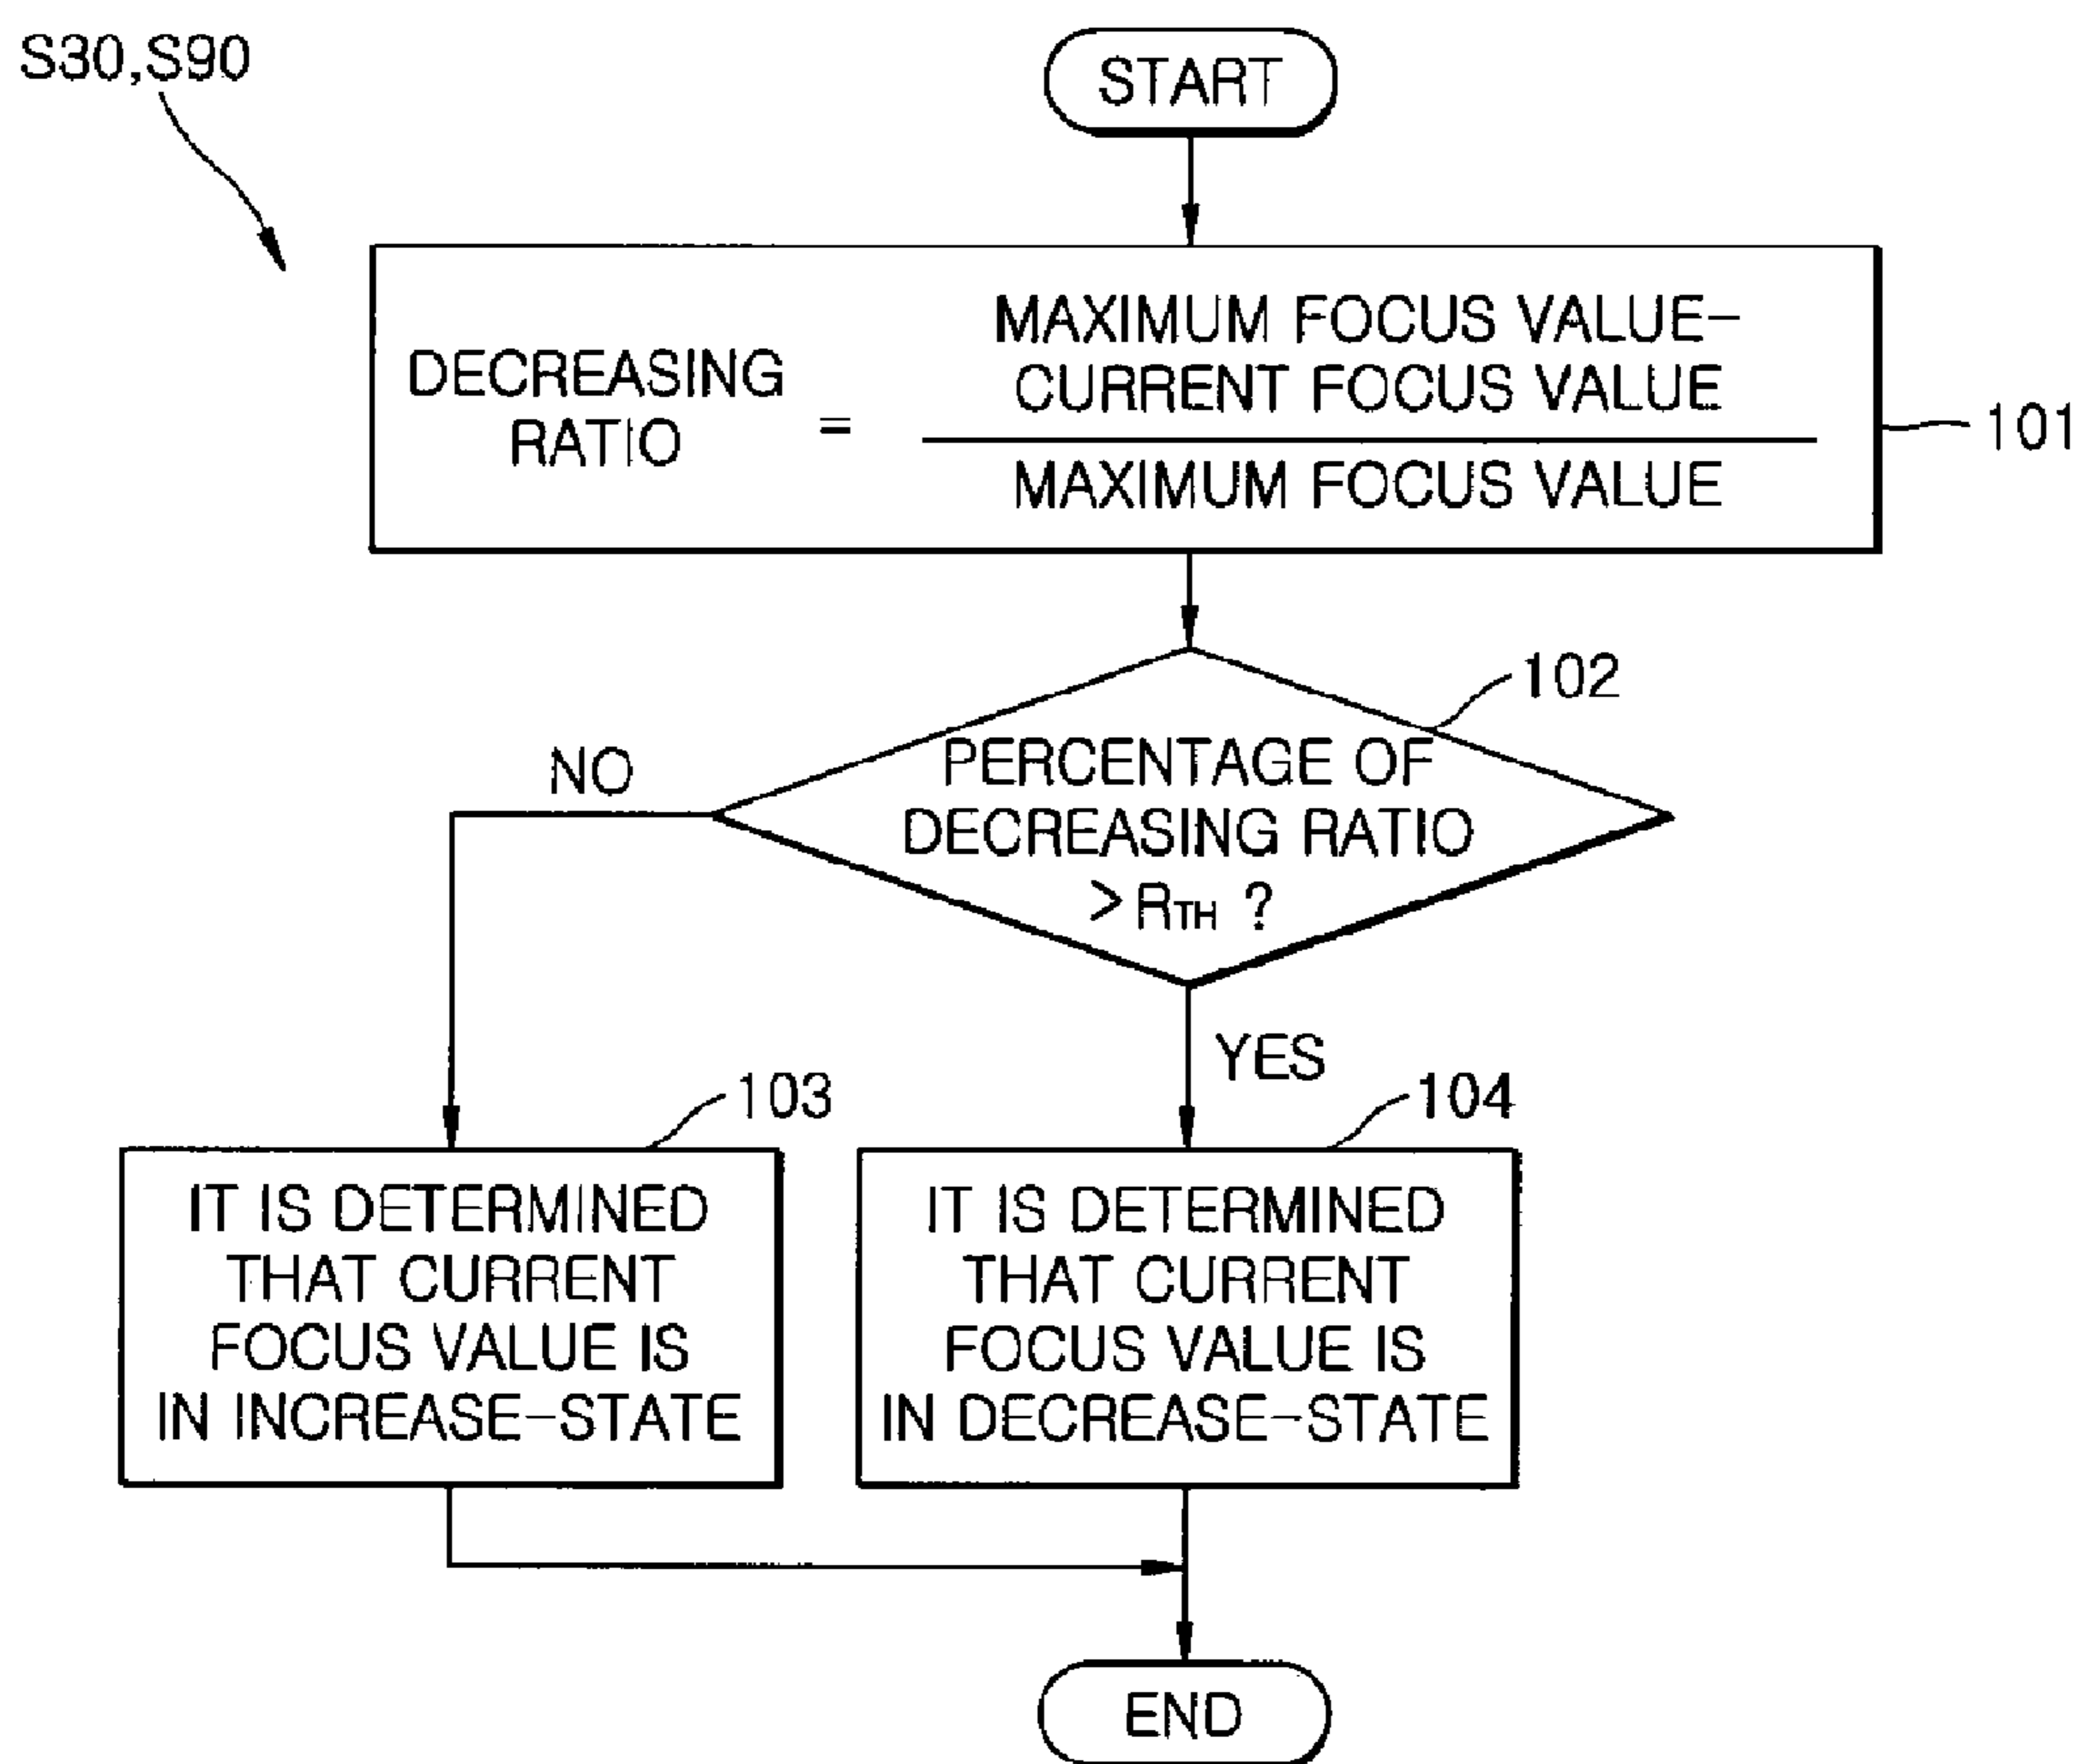 S30,S90
START
MAXIMUM FOCUS VALUE-
CURRENT FOCUS VALUE
DECREASING
RATIO
=
MAXIMUM FOCUS VALUE
101
102
PERCENTAGE OF
DECREASING RATIO
> RTH ?
NO
YES
103
IT IS DETERMINED
THAT CURRENT
FOCUS VALUE IS
IN INCREASE-STATE
104
IT IS DETERMINED
THAT CURRENT
FOCUS VALUE IS
IN DECREASE-STATE
END